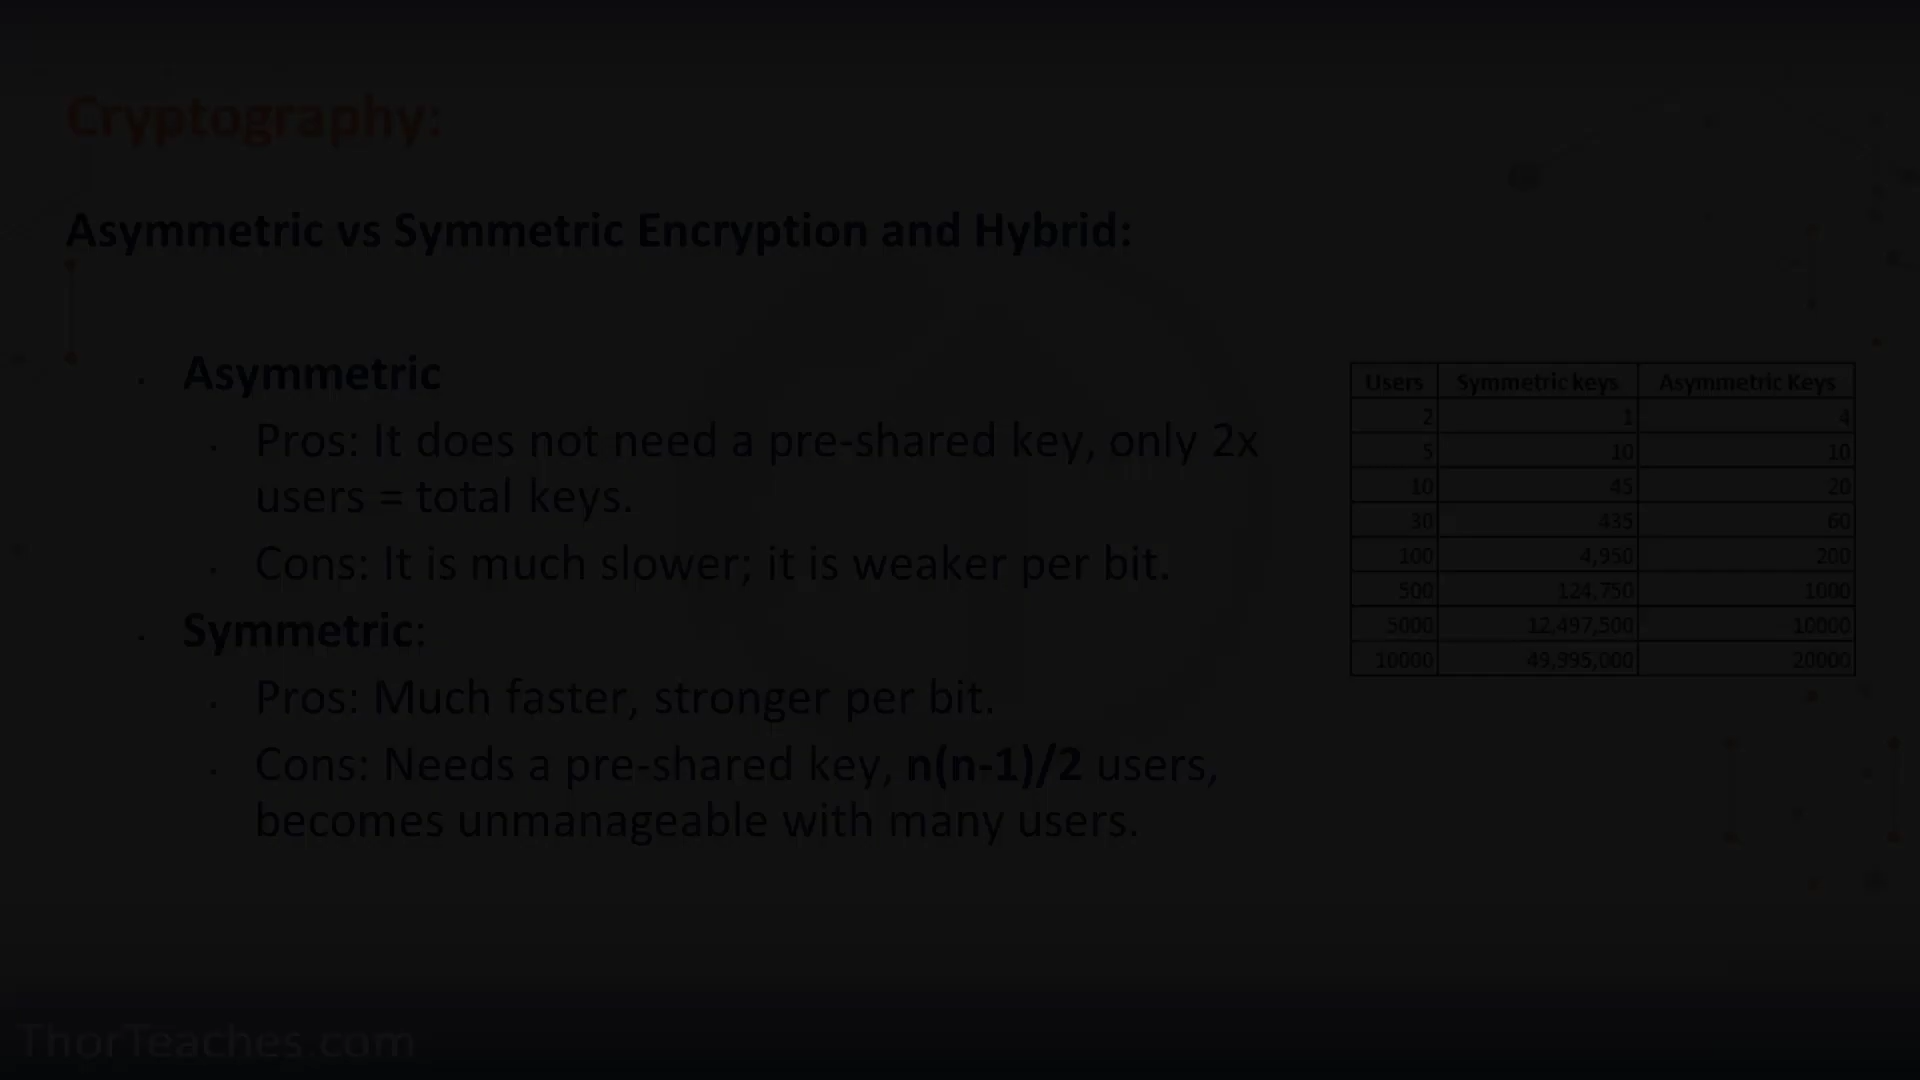 Cryptography:
Asymmetric vs Symmetric Encryption and Hybrid:
Asymmetric
Pros: It does not need a pre-shared key, only 2x
users = total keys.
Cons: It is much slower; it is weaker per bit.
Symmetric:
Pros: Much faster, stronger per bit.
Cons: Needs a pre-shared key, n(n-1)/2 users,
becomes unmanageable with many users.
Users Symmetric keys Asymmetric Keys
2 1 4
5 10 10
10 45 20
30 435 60
100 4,950 200
500 124,750 1000
5000 12,497,500 10000
10000 49,995,000 20000
ThorTeaches.com